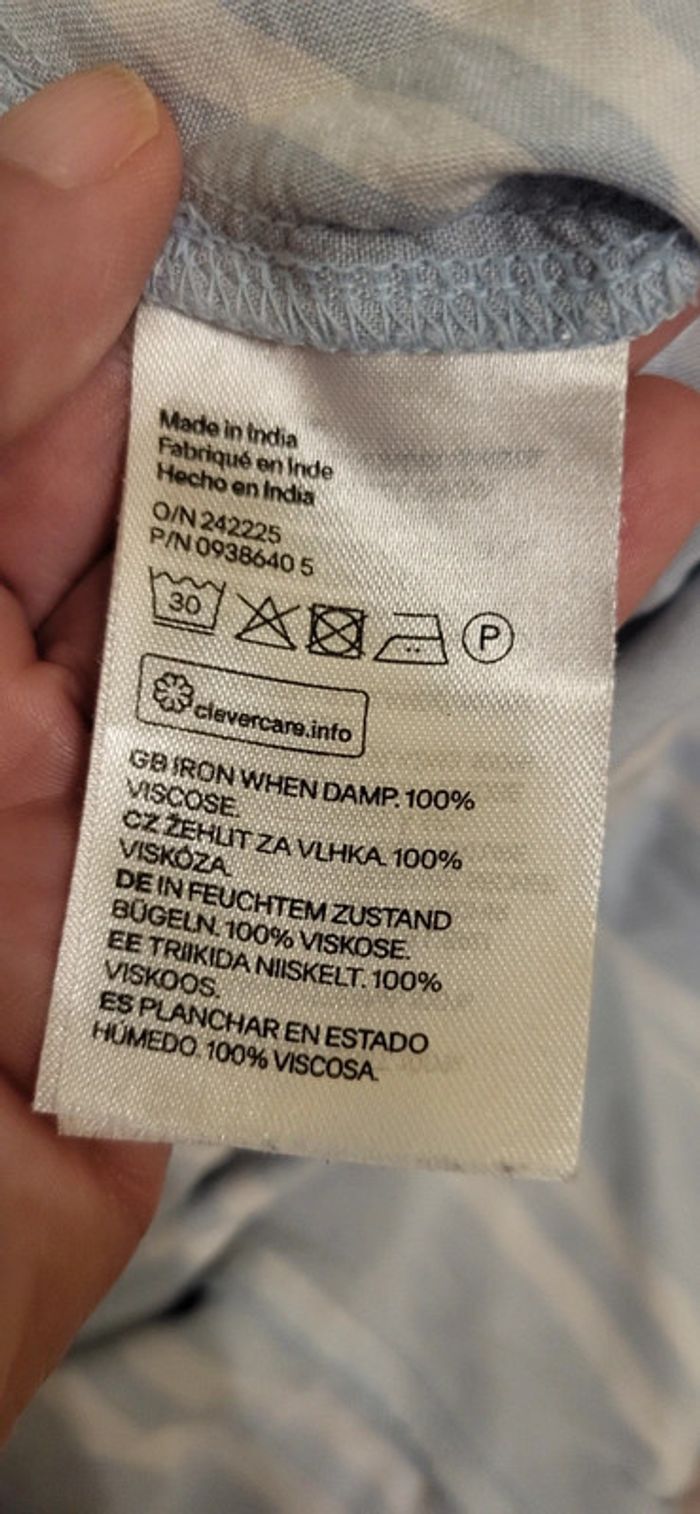 Made in India
Fabriqué en Inde
Hecho en India
O/N 242225
P/N 0938640 5
30
P
clevercare.info
GB IRON WHEN DAMP. 100%
VISCOSE.
CZ ŽEHLIT ZA VLHKA. 100%
VISKÓZA.
DE IN FEUCHTEM ZUSTAND
BÜGELN. 100% VISKOSE.
EE TRIIKIDA NIISKELT. 100%
VISKOOS.
ES PLANCHAR EN ESTADO
HÚMEDO. 100% VISCOSA.